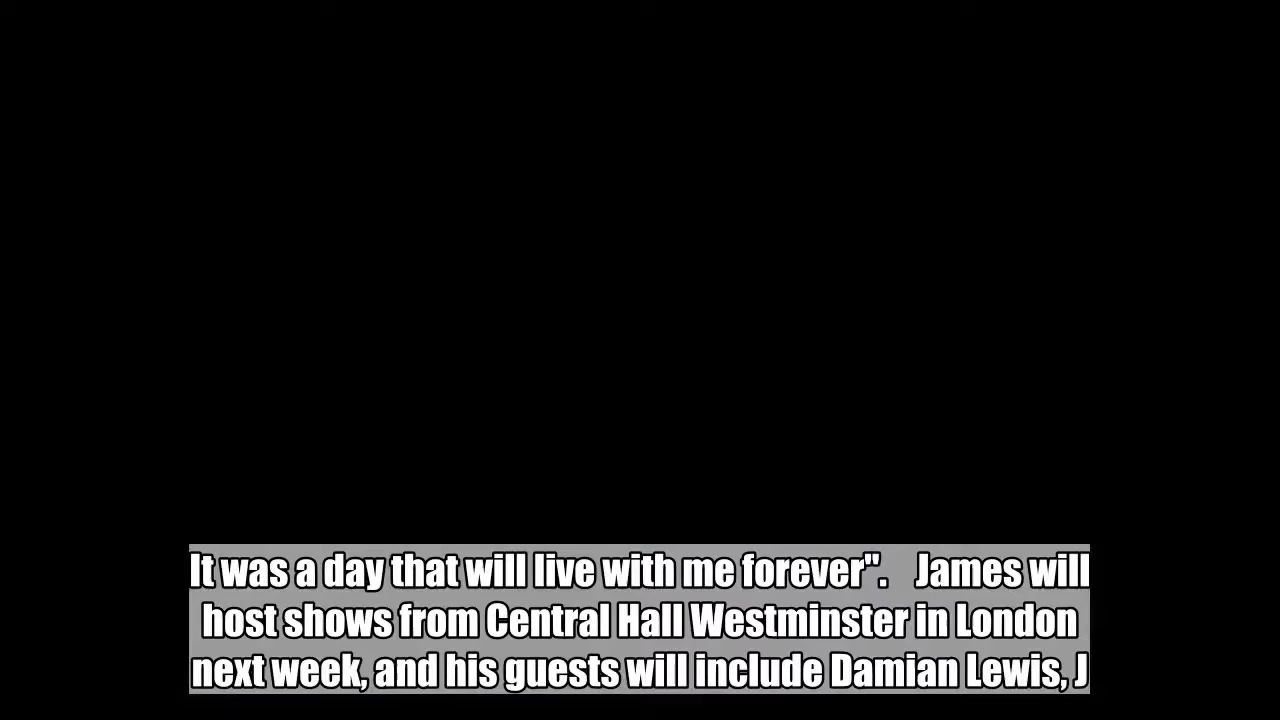 It was a day that will live with me forever".    James will
host shows from Central Hall Westminster in London
next week, and his guests will include Damian Lewis, J